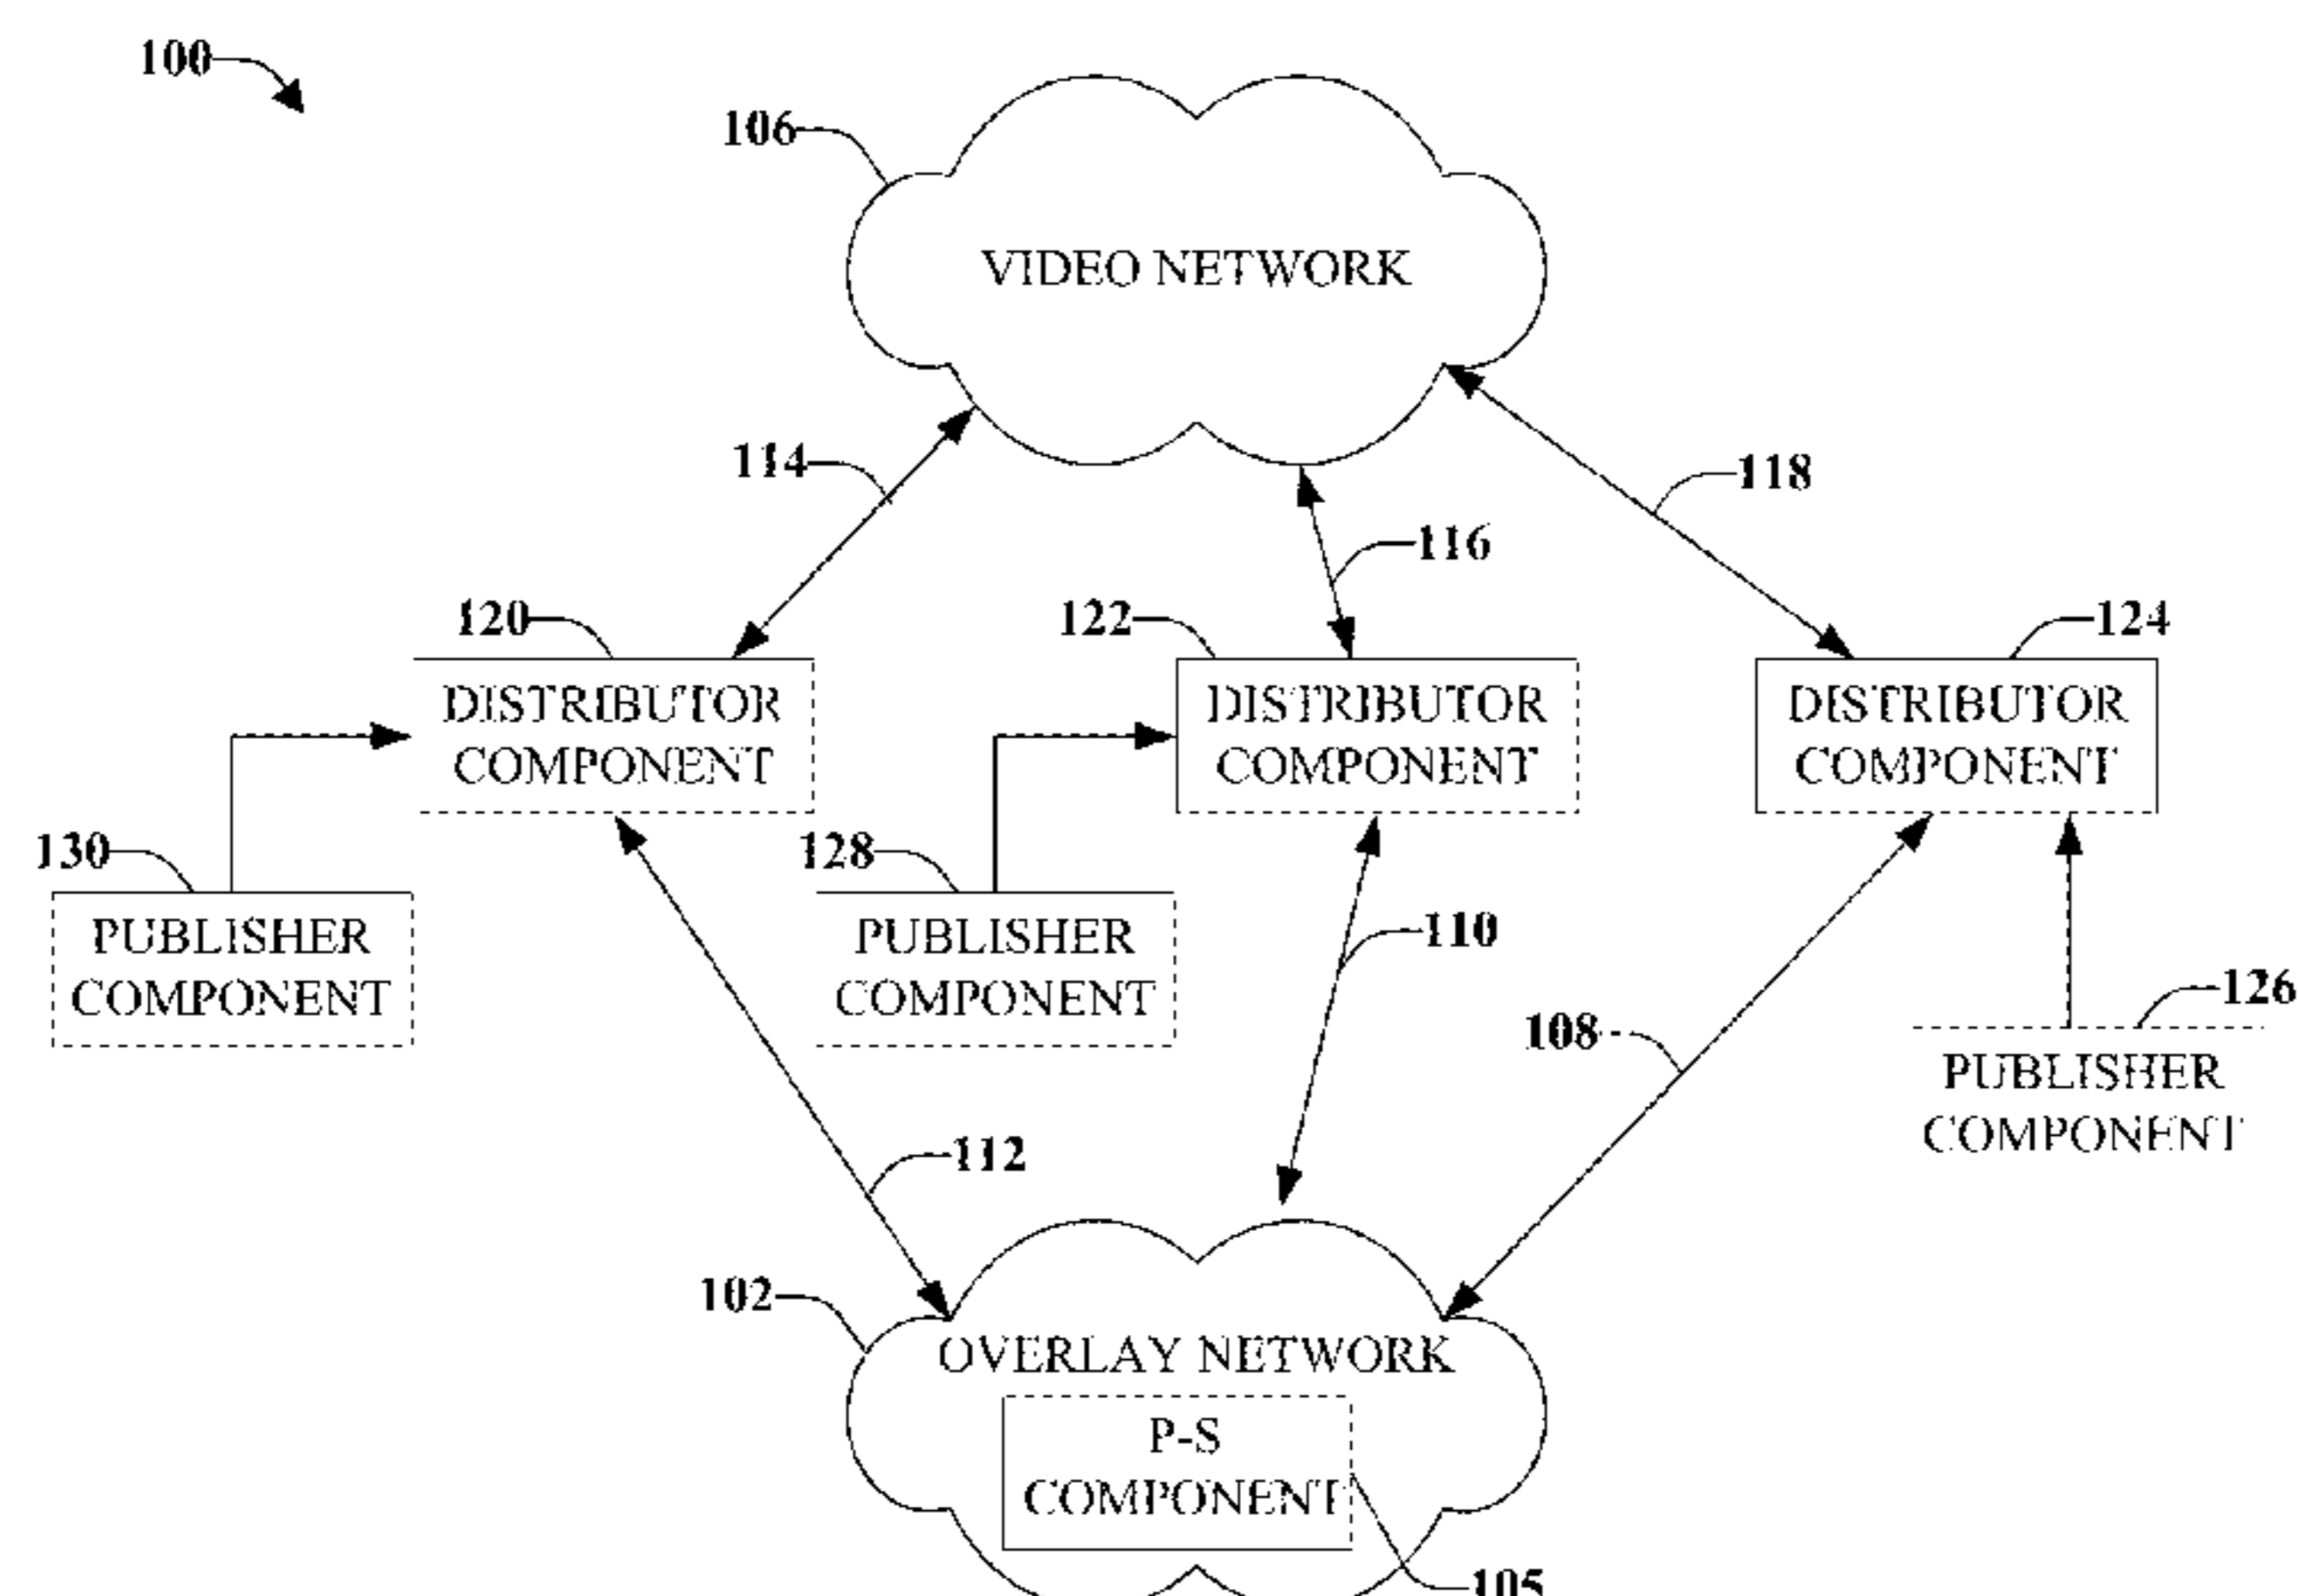 100
106
VIDEO NETWORK
114
118
116
120
122
124
DISTRIBUTOR
COMPONENT
DISTRIBUTOR
COMPONENT
DISTRIBUTOR
COMPONENT
130
128
PUBLISHER
COMPONENT
PUBLISHER
COMPONENT
110
126
108
PUBLISHER
COMPONENT
112
102
OVERLAY NETWORK
P-S
COMPONENT
105